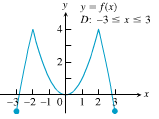 y
y = f(x)
D: −3 ≤ x ≤ 3
4
2
−3 −2 −1 0 1 2 3 x